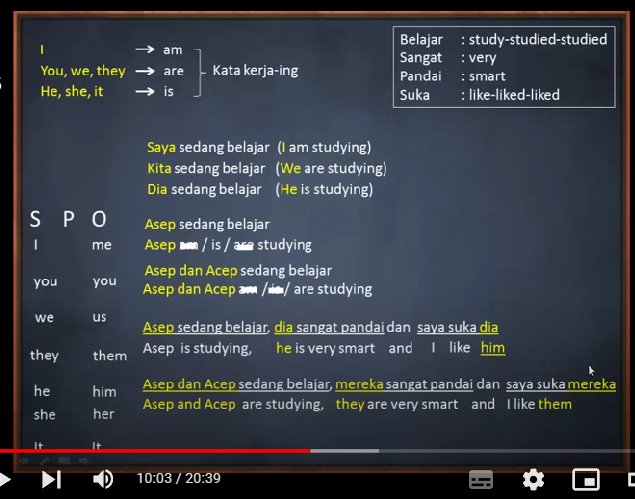 I → am
You, we, they → are
He, she, it → is
Kata kerja-ing
Belajar : study-studied-studied
Sangat : very
Pandai : smart
Suka : like-liked-liked
Saya sedang belajar (I am studying)
Kita sedang belajar (We are studying)
Dia sedang belajar (He is studying)
S P O
I me
you you
we us
they them
he him
she her
It It
Asep sedang belajar
Asep am / is / are studying
Asep dan Acep sedang belajar
Asep dan Acep am / is / are studying
Asep sedang belajar, dia sangat pandai dan saya suka dia
Asep is studying, he is very smart and I like him
Asep dan Acep sedang belajar, mereka sangat pandai dan saya suka mereka
Asep and Acep are studying, they are very smart and I like them
10:03 / 20:39